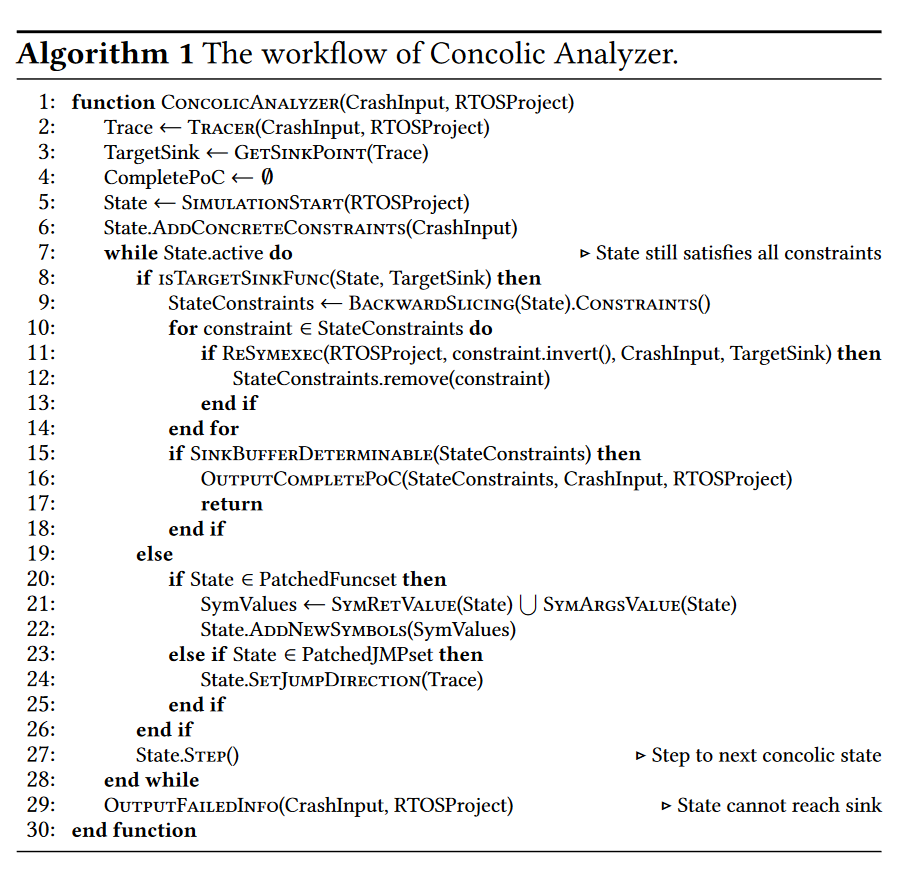 Algorithm 1 The workflow of Concolic Analyzer.
1: function CONCOLICANALYZER(CrashInput, RTOSProject)
2: Trace ← TRACER(CrashInput, RTOSProject)
3: TargetSink ← GETSINKPOINT(Trace)
4: CompletePoC ← ∅
5: State ← SIMULATIONSTART(RTOSProject)
6: State.ADDCONCRETECONSTRAINTS(CrashInput)
7: while State.active do ▷ State still satisfies all constraints
8: if ISTARGETSINKFUNC(State, TargetSink) then
9: StateConstraints ← BACKWARDSLICING(State).CONSTRAINTS()
10: for constraint ∈ StateConstraints do
11: if RESYMEXEC(RTOSProject, constraint.invert(), CrashInput, TargetSink) then
12: StateConstraints.remove(constraint)
13: end if
14: end for
15: if SINKBUFFERDETERMINABLE(StateConstraints) then
16: OUTPUTCOMPLETEPOC(StateConstraints, CrashInput, RTOSProject)
17: return
18: end if
19: else
20: if State ∈ PatchedFuncset then
21: SymValues ← SYMRETVALUE(State) ⋃ SYMARGSVALUE(State)
22: State.ADDNEWSYMBOLS(SymValues)
23: else if State ∈ PatchedJMPset then
24: State.SETJUMPDIRECTION(Trace)
25: end if
26: end if
27: State.STEP() ▷ Step to next concolic state
28: end while
29: OUTPUTFAILEDINFO(CrashInput, RTOSProject) ▷ State cannot reach sink
30: end function